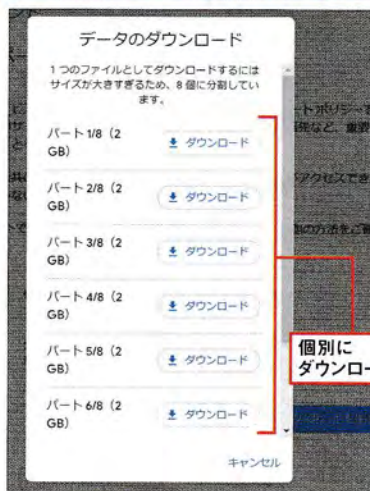 データのダウンロード
1つのファイルとしてダウンロードするには
サイズが大きすぎるため、8個に分割してい
ます。
パート 1/8（2
GB）
ダウンロード
パート 2/8（2
GB）
ダウンロード
パート 3/8（2
GB）
ダウンロード
パート 4/8（2
GB）
ダウンロード
パート 5/8（2
GB）
ダウンロード
パート 6/8（2
GB）
ダウンロード
キャンセル
個別に
ダウンロー